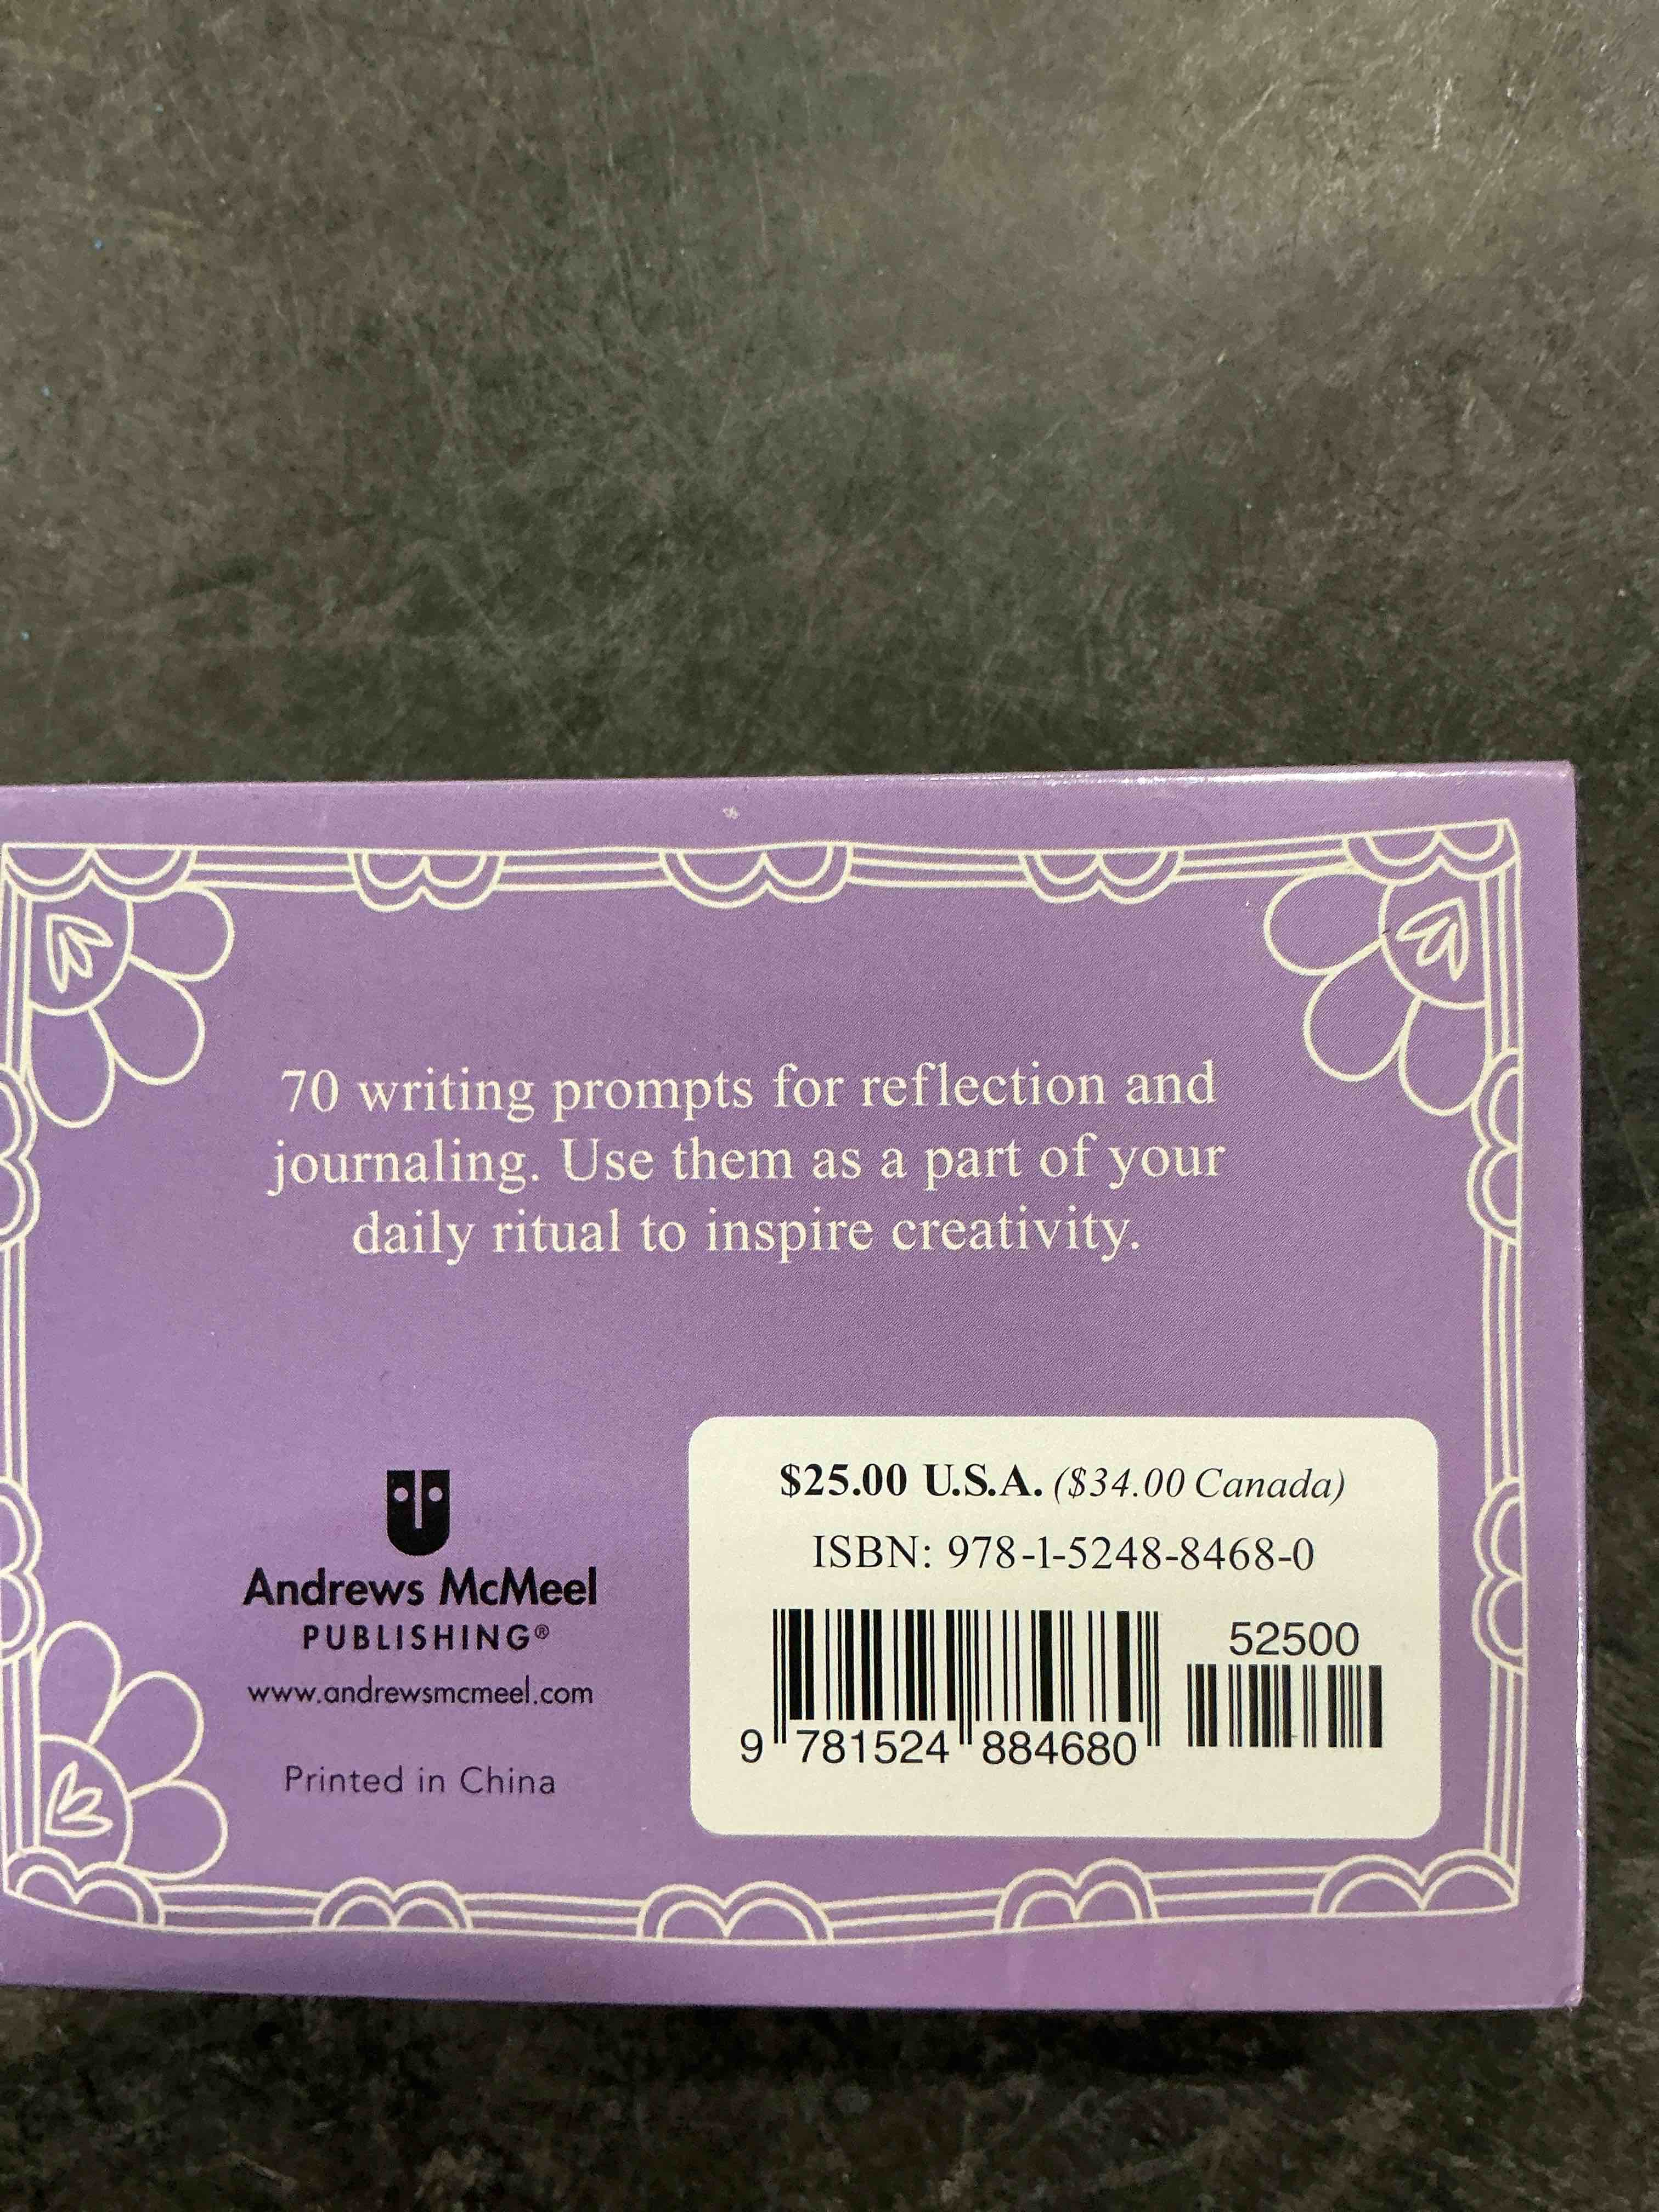 70 writing prompts for reflection and
journaling. Use them as a part of your
daily ritual to inspire creativity.
Andrews McMeel
PUBLISHING®
www.andrewsmcmeel.com
Printed in China
$25.00 U.S.A. ($34.00 Canada)
ISBN: 978-1-5248-8468-0
52500
9 781524 884680